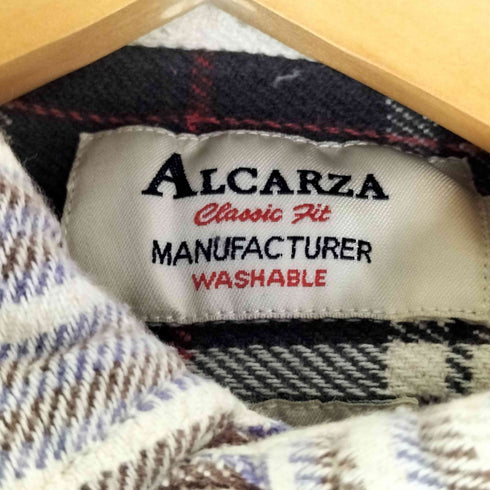 ALCARZA
Classic Fit
MANUFACTURER
WASHABLE